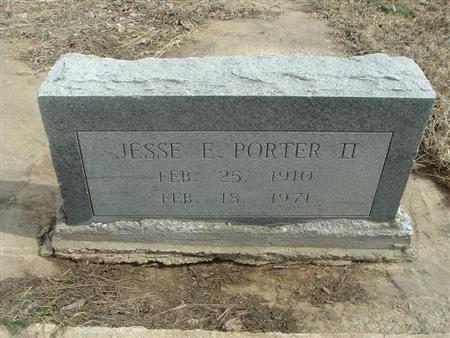 JESSE E. PORTER II
FEB. 25, 1910
FEB. 18, 1971